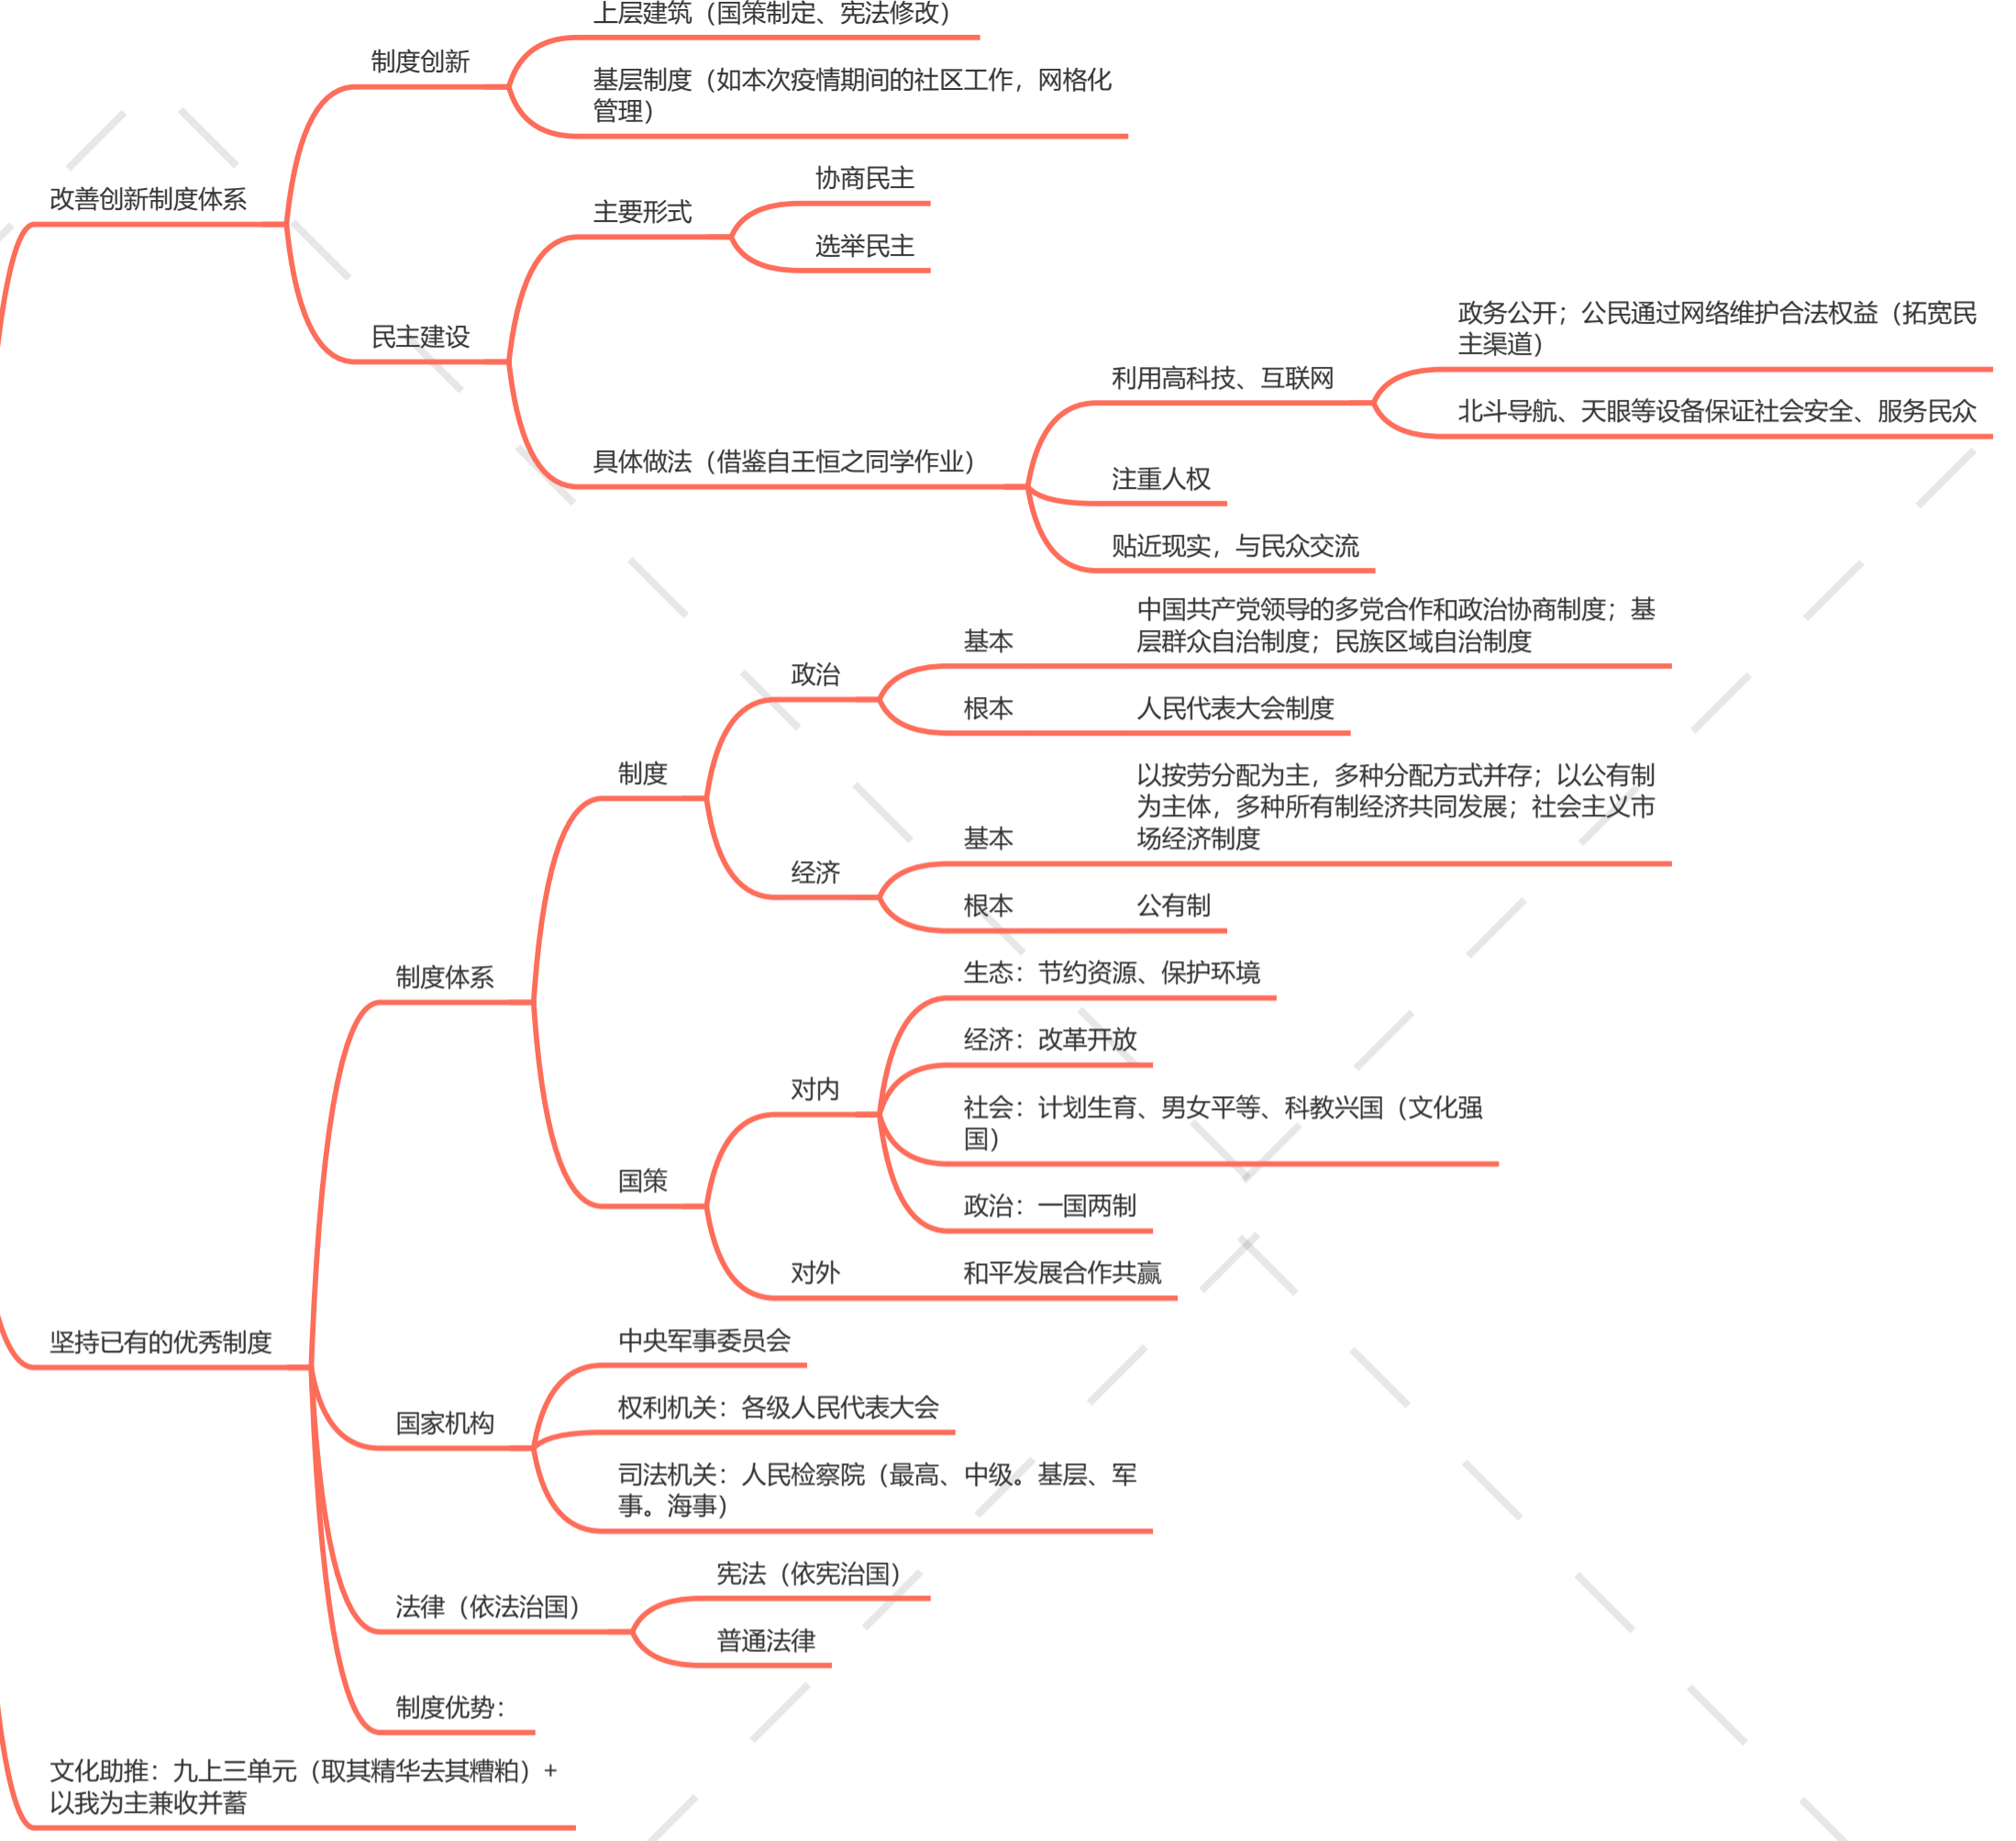 上层建筑（国策制定、宪法修改）
制度创新
基层制度（如本次疫情期间的社区工作，网格化
管理）
改善创新制度体系
协商民主
主要形式
选举民主
民主建设
政务公开；公民通过网络维护合法权益（拓宽民
主渠道）
利用高科技、互联网
北斗导航、天眼等设备保证社会安全、服务民众
具体做法（借鉴自王恒之同学作业）
注重人权
贴近现实，与民众交流
中国共产党领导的多党合作和政治协商制度；基
层群众自治制度；民族区域自治制度
基本
政治
根本
人民代表大会制度
制度
以按劳分配为主，多种分配方式并存；以公有制
为主体，多种所有制经济共同发展；社会主义市
场经济制度
基本
经济
根本
公有制
制度体系
生态：节约资源、保护环境
经济：改革开放
对内
社会：计划生育、男女平等、科教兴国（文化强
国）
国策
政治：一国两制
对外
和平发展合作共赢
坚持已有的优秀制度
中央军事委员会
权利机关：各级人民代表大会
国家机构
司法机关：人民检察院（最高、中级。基层、军
事。海事）
宪法（依宪治国）
法律（依法治国）
普通法律
制度优势：
文化助推：九上三单元（取其精华去其糟粕）+
以我为主兼收并蓄